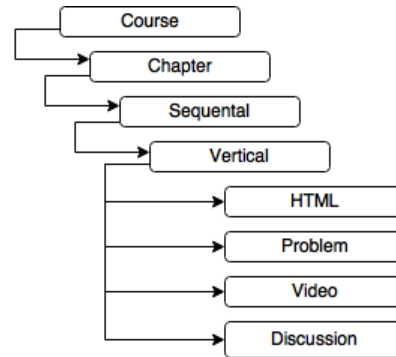 Course
Chapter
Sequental
Vertical
HTML
Problem
Video
Discussion